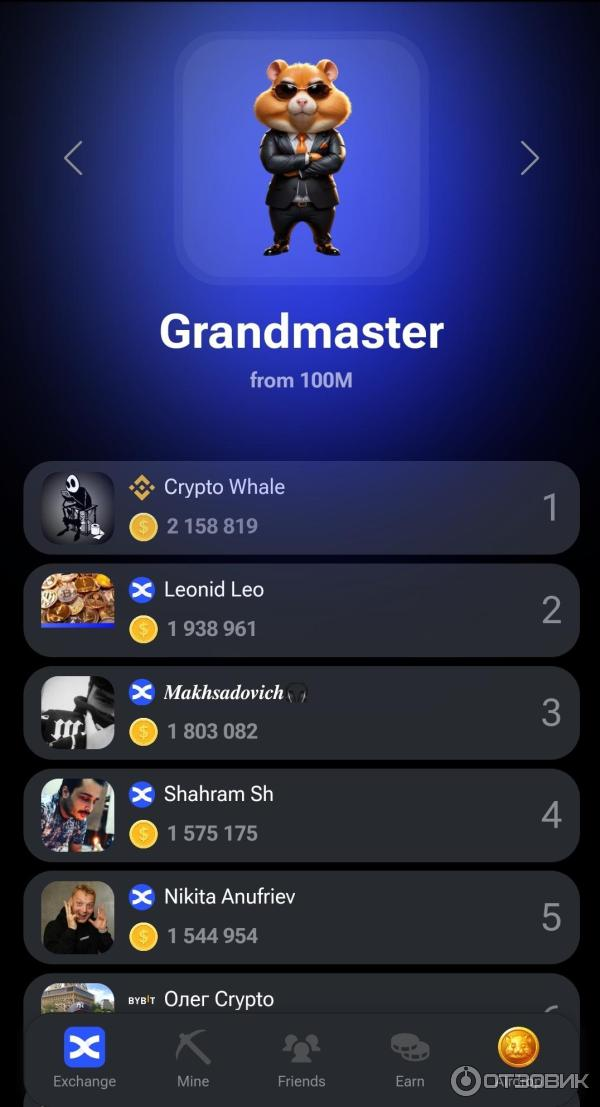 Grandmaster
from 100M
Crypto Whale
2 158 819
1
Leonid Leo
1 938 961
2
Makhsadovich🎧
1 803 082
3
Shahram Sh
1 575 175
4
Nikita Anufriev
1 544 954
5
BYBIT Олег Crypto
Exchange
Mine
Friends
Earn
Airdrop
ОТЗОВИК